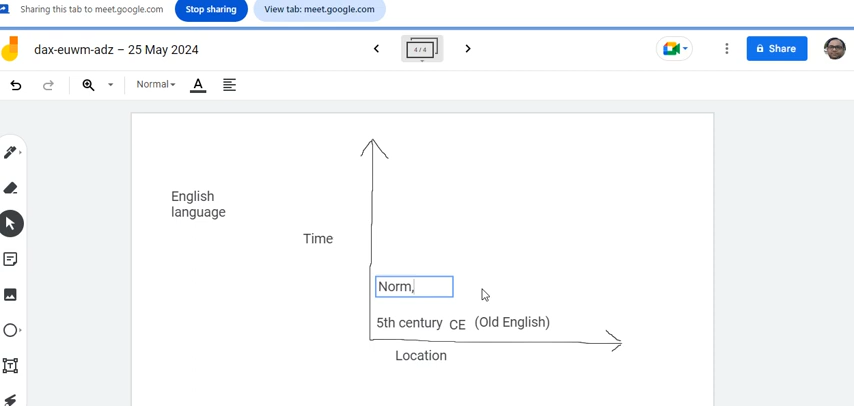 Sharing this tab to meet.google.com
Stop sharing
View tab: meet.google.com
dax-euwm-adz – 25 May 2024
4 / 4
Share
Normal
A
English
language
Time
Norm,
5th century CE (Old English)
Location